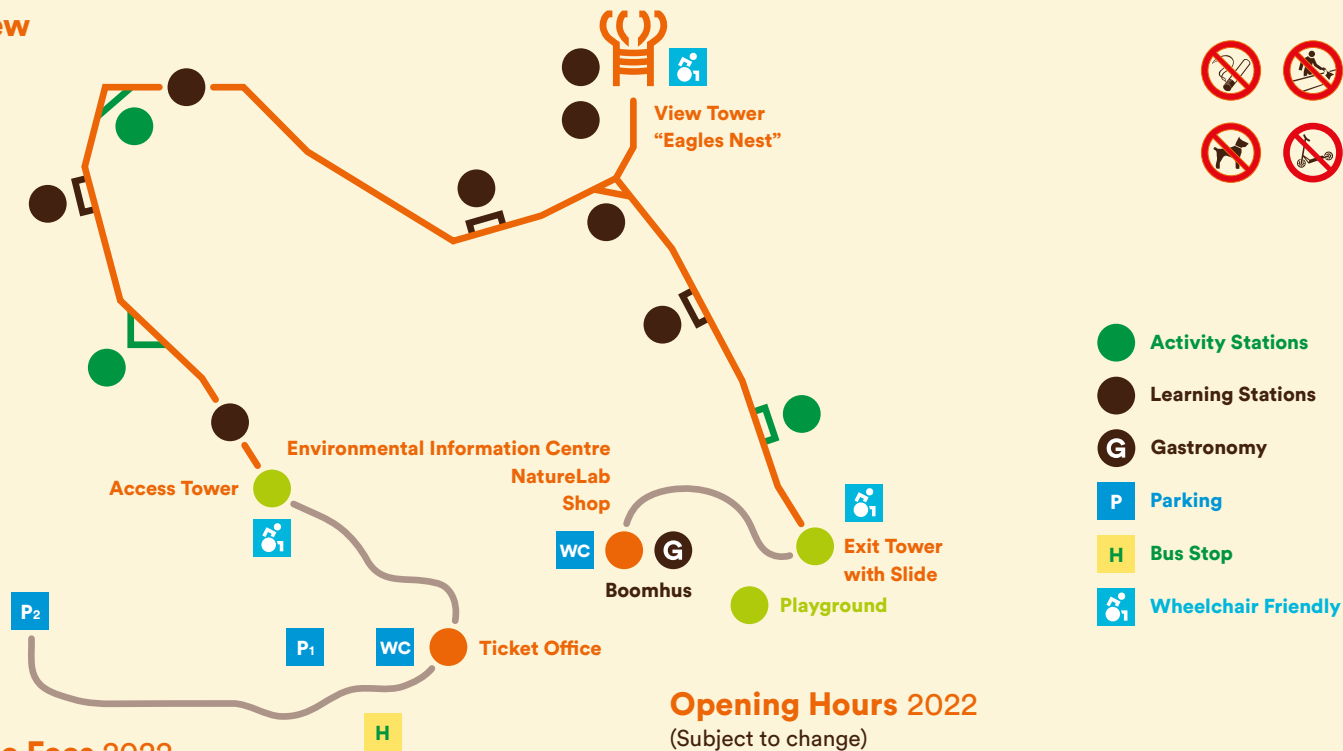 ew
View Tower
“Eagles Nest”
Activity Stations
Learning Stations
G Gastronomy
P Parking
H Bus Stop
Wheelchair Friendly
Environmental Information Centre
NatureLab
Shop
Access Tower
WC
G
Boomhus
Exit Tower
with Slide
Playground
P2
P1
WC
Ticket Office
H
Opening Hours 2022
(Subject to change)
2022